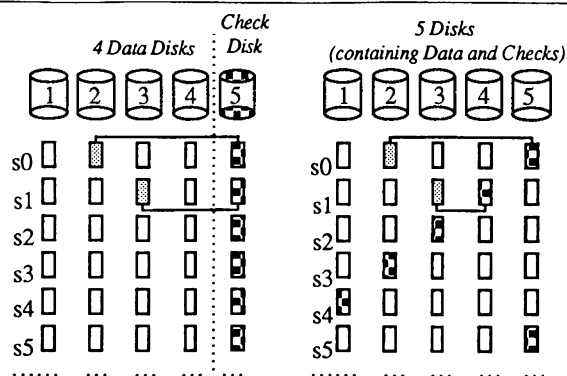 Check
4 Data Disks Disk
1 2 3 4 5
s0
s1
s2
s3
s4
s5
...... ... ... ... ...
5 Disks
(containing Data and Checks)
1 2 3 4 5
s0
s1
s2
s3
s4
s5
...... ... ... ... ...